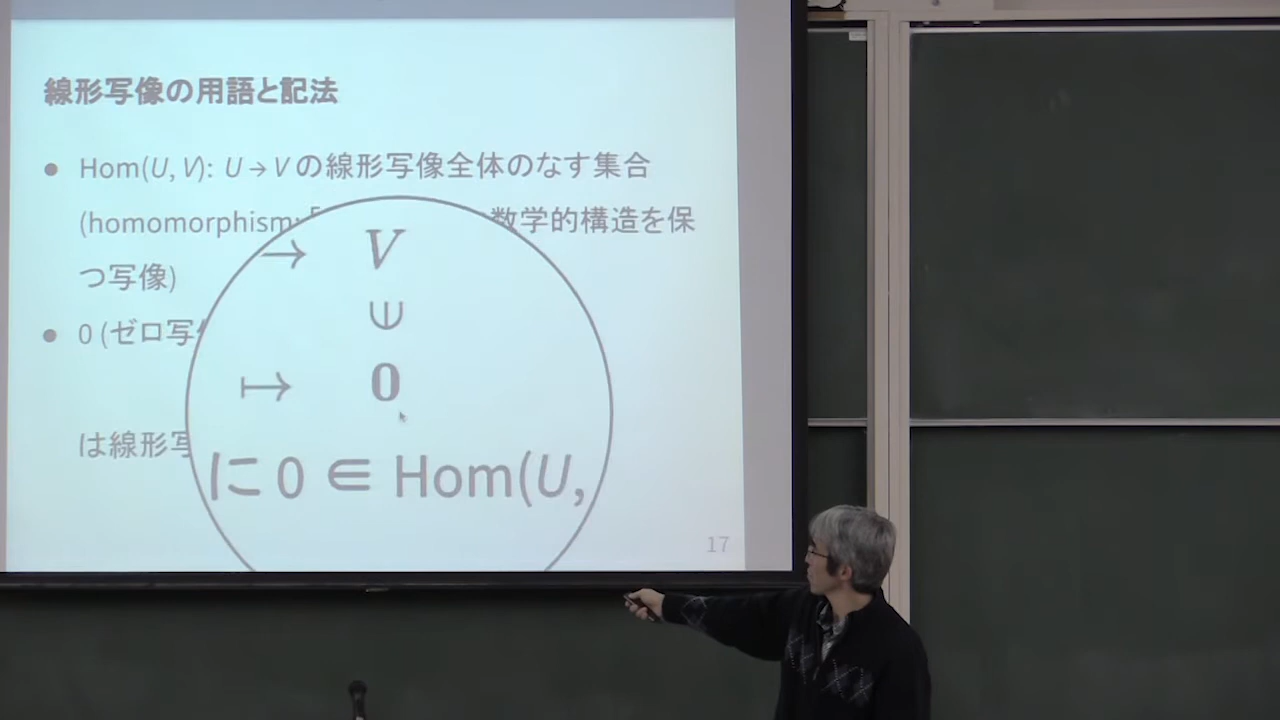 線形写像の用語と記法
● Hom(U, V): U → V の線形写像全体のなす集合
(homomorphism: 数学的構造を保
つ写像)
● 0 (ゼロ写
は線形写
→ V
∈
↦ 0
に 0 ∈ Hom(U,
17